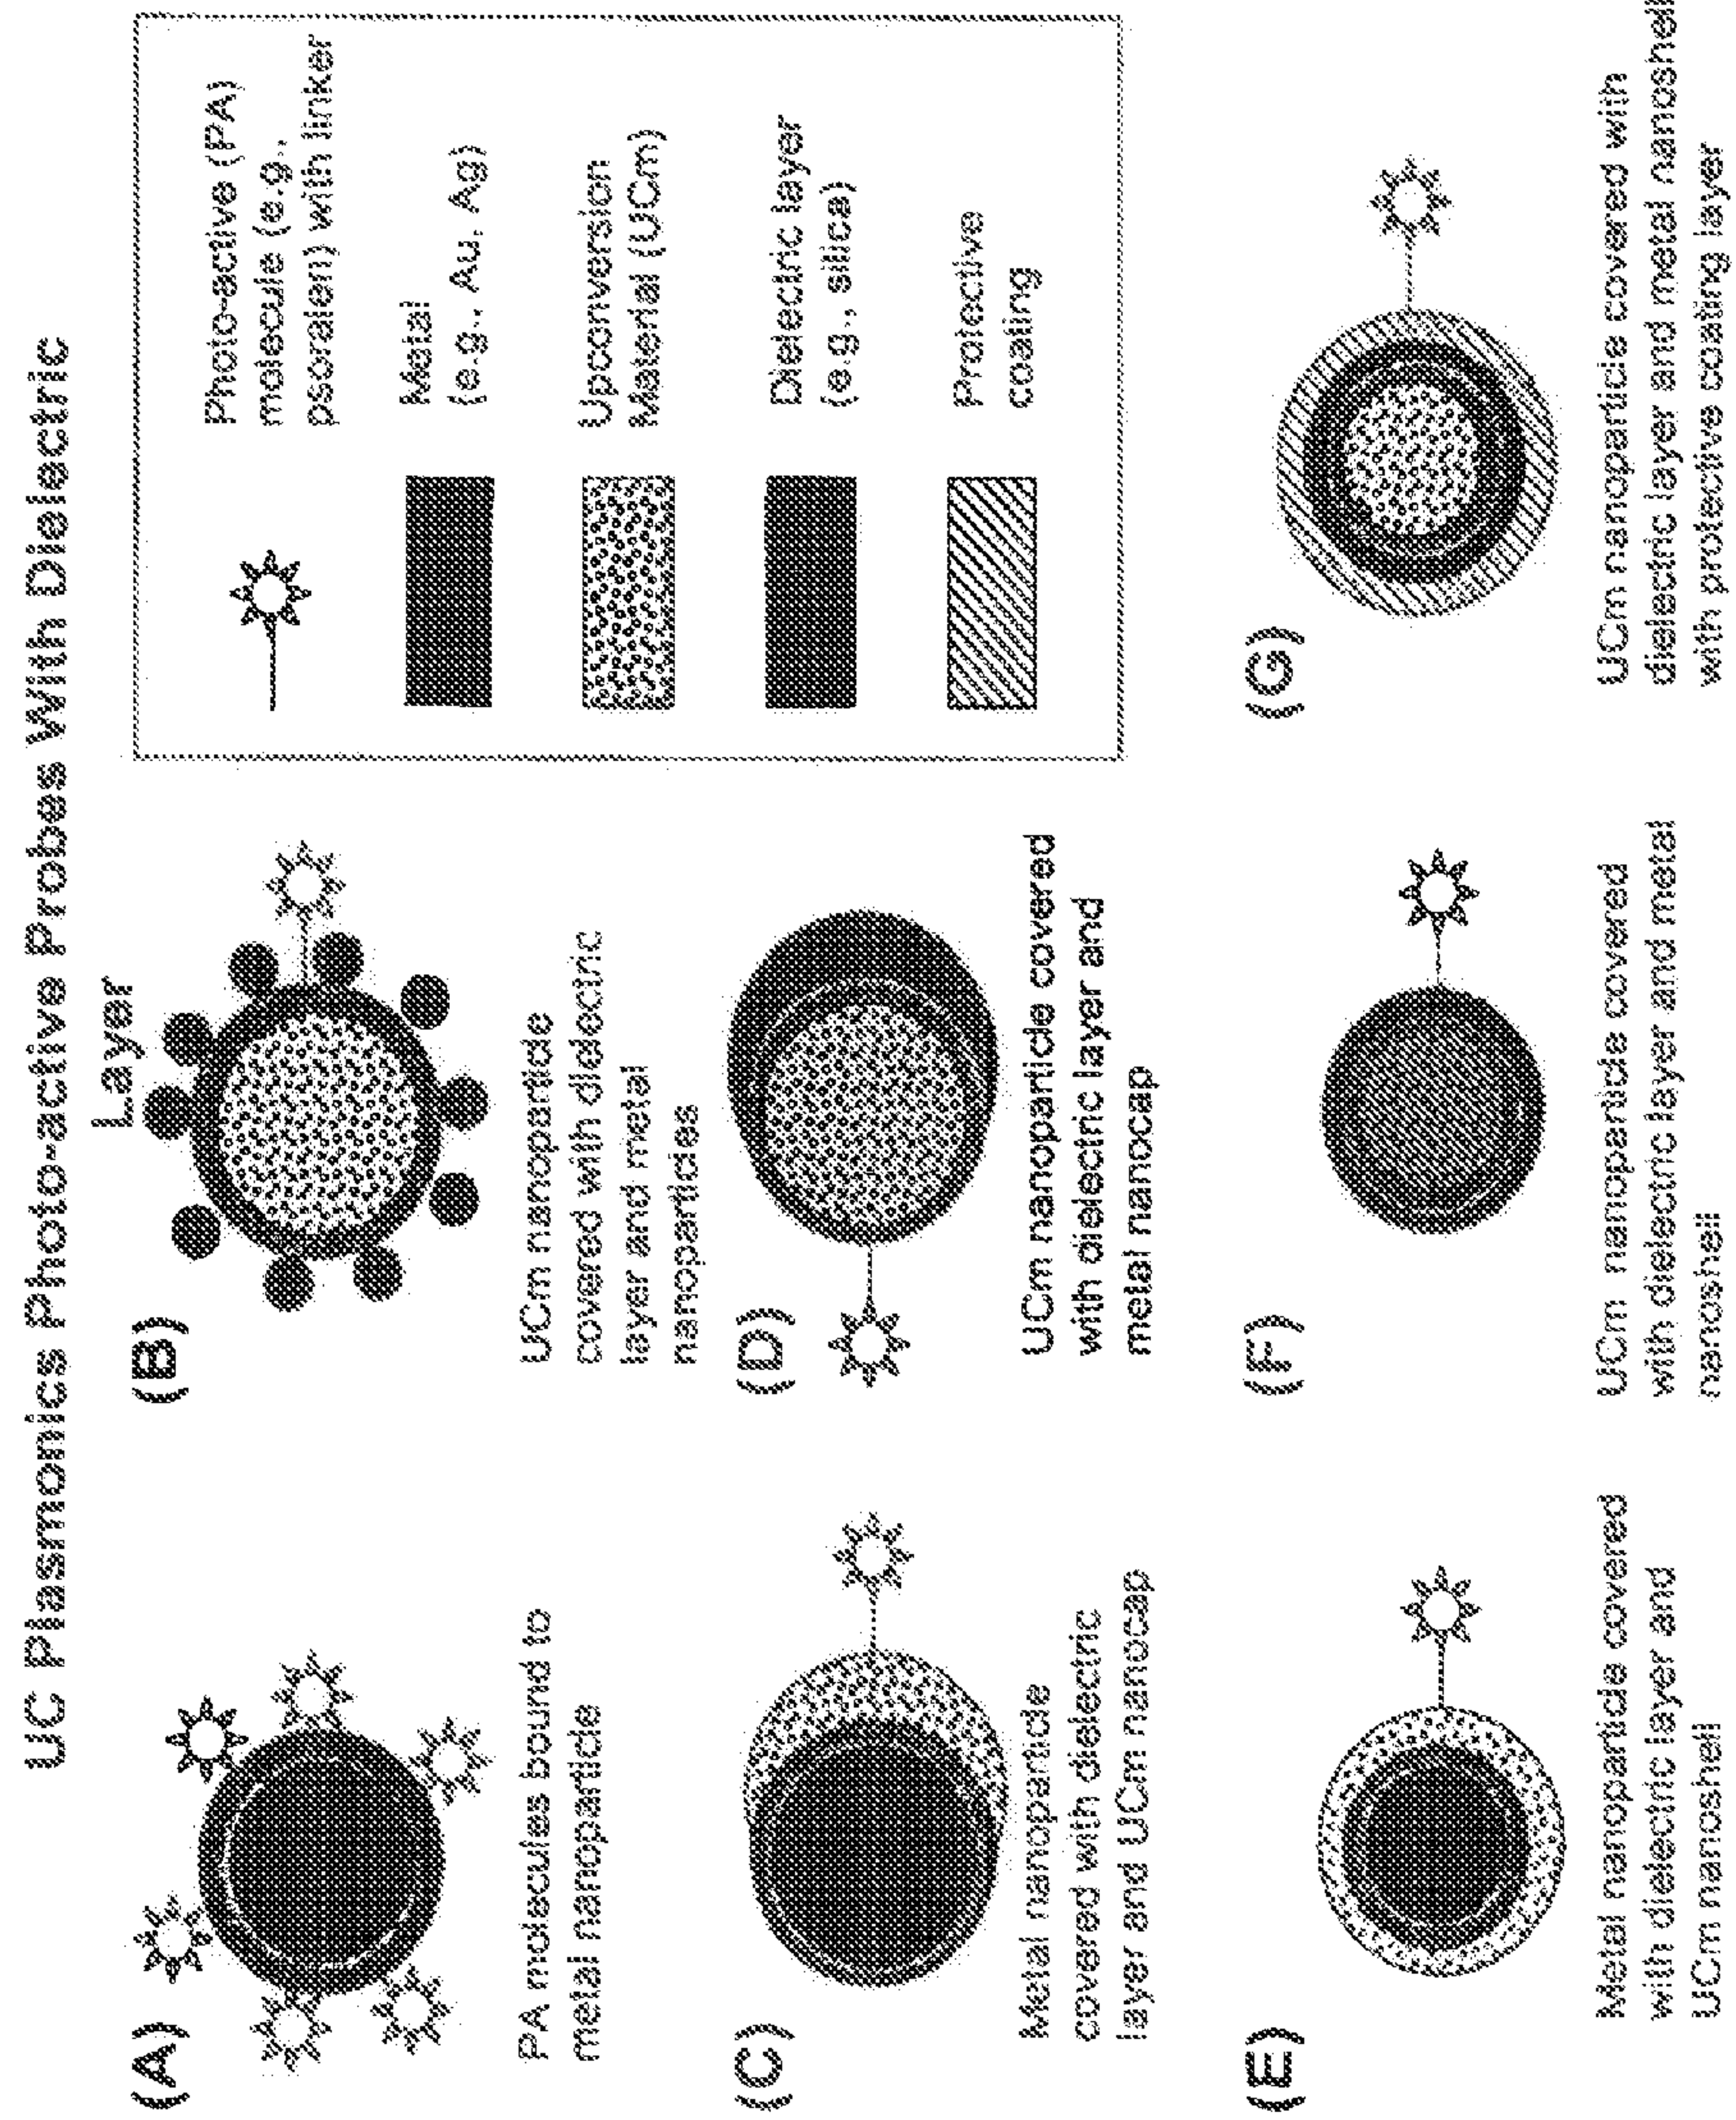 UC Plasmonics Photo-active Probes With Dielectric
Layer
(A)
PA molecules bound to
metal nanoparticle
(B)
UCm nanoparticle
covered with dielectric
layer and metal
nanoparticles
Photo-active (PA)
molecule (e.g.,
psoralen) with linker
Metal
(e.g., Au, Ag)
Upconversion
Material (UCm)
Dielectric layer
(e.g., silica)
Protective
coating
(C)
Metal nanoparticle
covered with dielectric
layer and UCm nanocap
(D)
UCm nanoparticle covered
with dielectric layer and
metal nanocap
(E)
Metal nanoparticle covered
with dielectric layer and
UCm nanoshell
(F)
UCm nanoparticle covered
with dielectric layer and metal
nanoshell
(G)
UCm nanoparticle covered with
dielectric layer and metal nanoshell
with protective coating layer